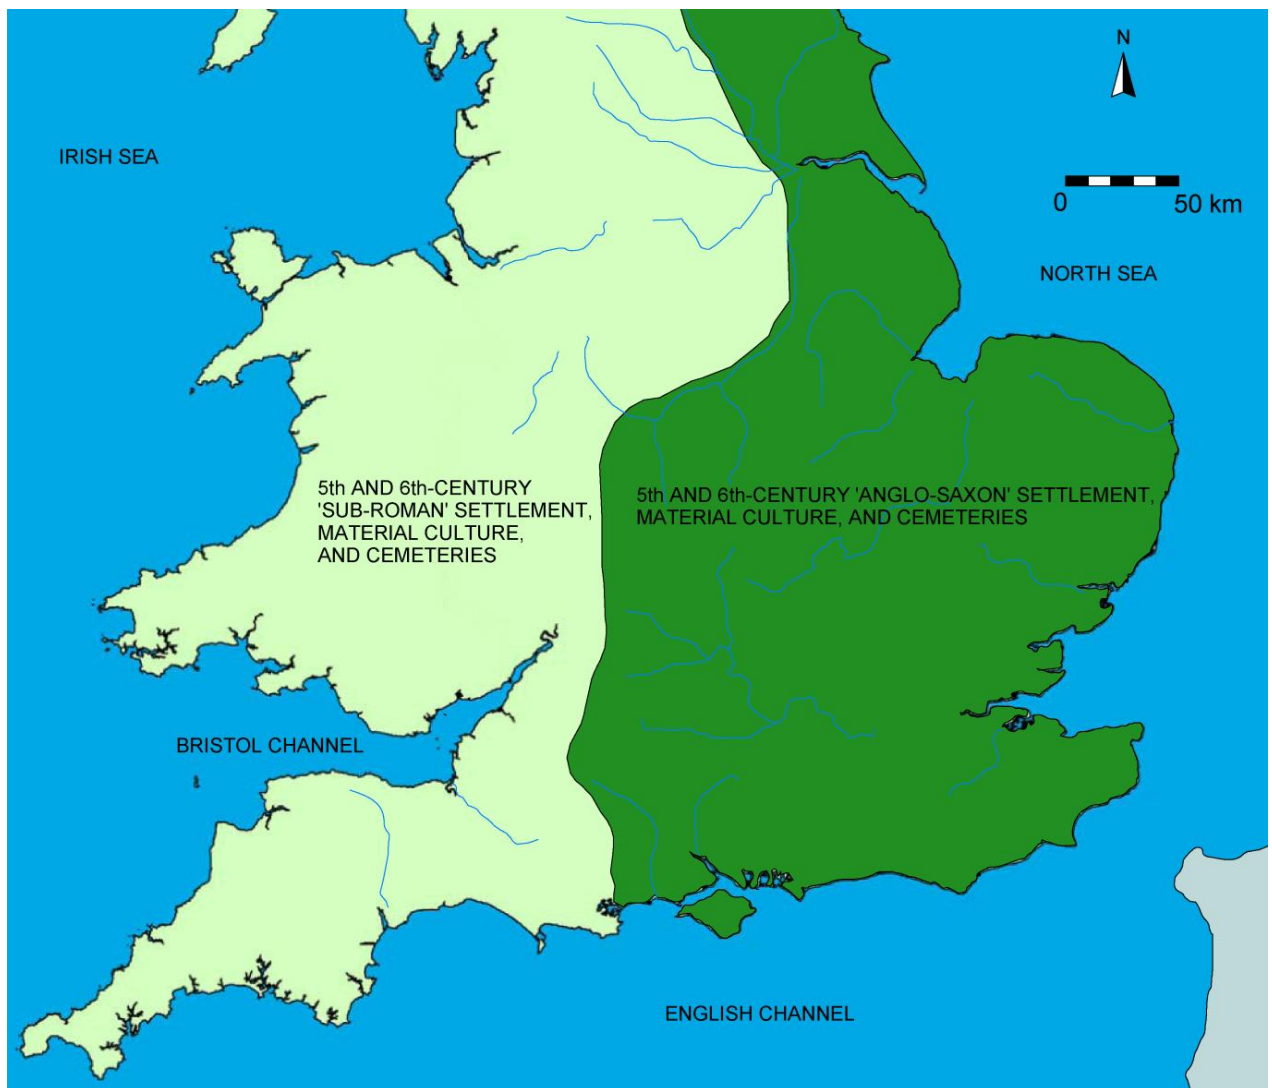 N
IRISH SEA
0 50 km
NORTH SEA
5th AND 6th-CENTURY
'SUB-ROMAN' SETTLEMENT,
MATERIAL CULTURE,
AND CEMETERIES
5th AND 6th-CENTURY 'ANGLO-SAXON' SETTLEMENT,
MATERIAL CULTURE, AND CEMETERIES
BRISTOL CHANNEL
ENGLISH CHANNEL